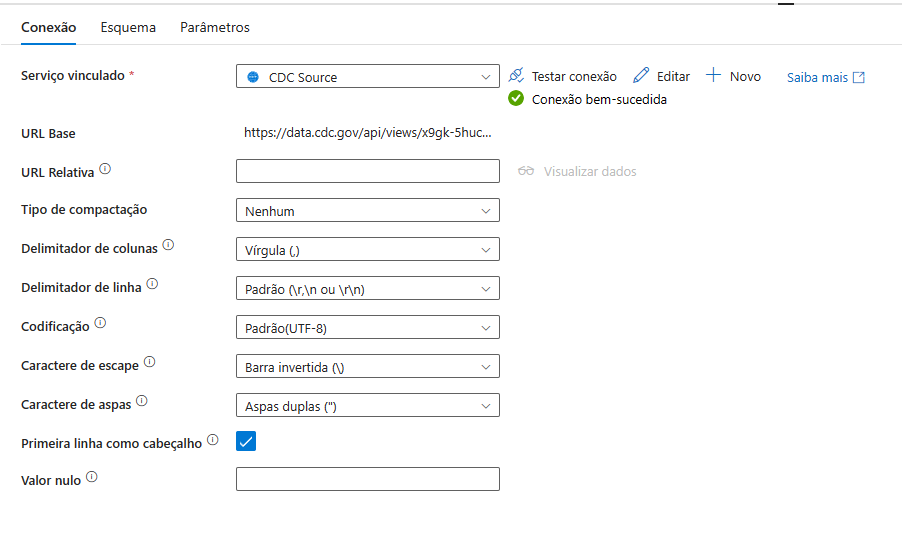 Conexão Esquema Parâmetros
Serviço vinculado * CDC Source Testar conexão Editar Novo Saiba mais
Conexão bem-sucedida
URL Base https://data.cdc.gov/api/views/x9gk-5huc...
URL Relativa Visualizar dados
Tipo de compactação Nenhum
Delimitador de colunas Vírgula (,)
Delimitador de linha Padrão (\r,\n ou \r\n)
Codificação Padrão(UTF-8)
Caractere de escape Barra invertida (\)
Caractere de aspas Aspas duplas (")
Primeira linha como cabeçalho
Valor nulo